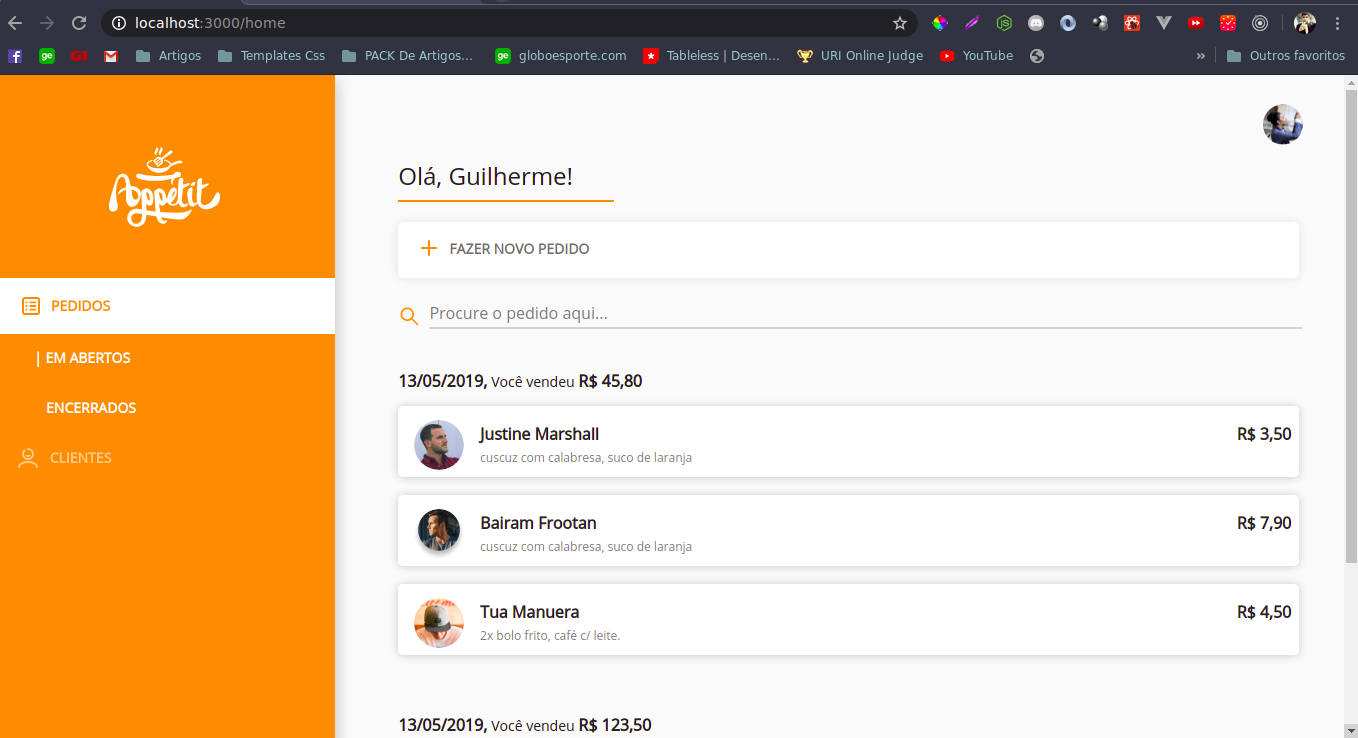 localhost:3000/home
ge G1 Artigos Templates Css PACK De Artigos... ge globoesporte.com Tableless | Desen... URI Online Judge YouTube » Outros favoritos
Appétit
Olá, Guilherme!
+ FAZER NOVO PEDIDO
PEDIDOS
Procure o pedido aqui...
| EM ABERTOS
ENCERRADOS
CLIENTES
13/05/2019, Você vendeu R$ 45,80
Justine Marshall R$ 3,50
cuscuz com calabresa, suco de laranja
Bairam Frootan R$ 7,90
cuscuz com calabresa, suco de laranja
Tua Manuera R$ 4,50
2x bolo frito, café c/ leite.
13/05/2019, Você vendeu R$ 123,50